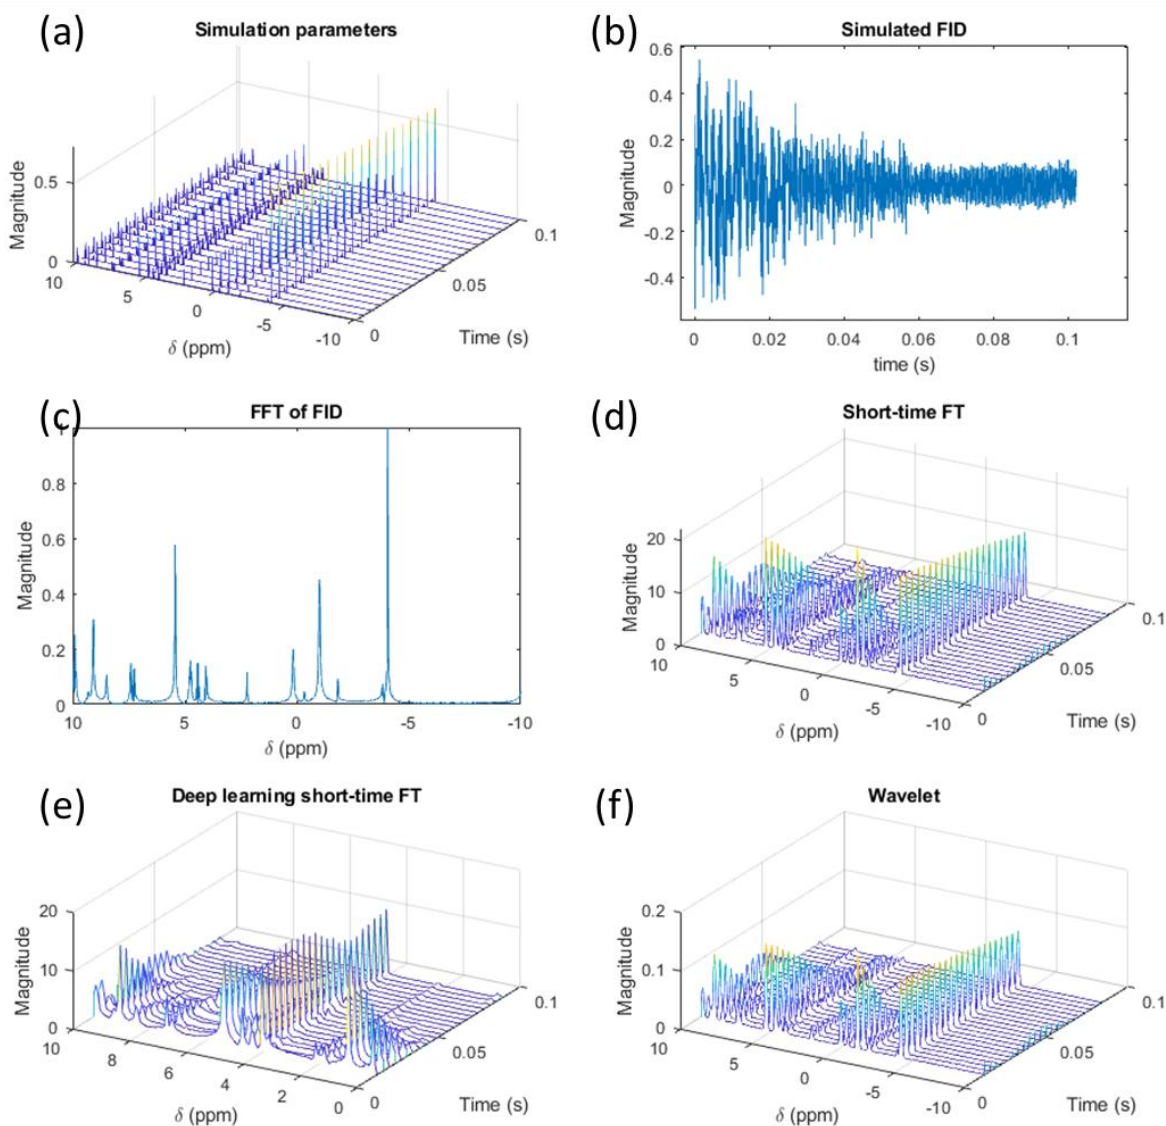 (a)
Simulation parameters
Magnitude
0.5
0
10
5
0
-5
-10
δ (ppm)
0
0.05
0.1
Time (s)
(b)
Simulated FID
Magnitude
0.6
0.4
0.2
0
-0.2
-0.4
0 0.02 0.04 0.06 0.08 0.1
time (s)
(c)
FFT of FID
Magnitude
0.8
0.6
0.4
0.2
0
10 5 0 -5 -10
δ (ppm)
(d)
Short-time FT
Magnitude
20
10
0
10
5
0
-5
-10
δ (ppm)
0
0.05
0.1
Time (s)
(e)
Deep learning short-time FT
Magnitude
20
10
0
10
8
6
4
2
0
δ (ppm)
0
0.05
0.1
Time (s)
(f)
Wavelet
Magnitude
0.2
0.1
0
10
5
0
-5
-10
δ (ppm)
0
0.05
0.1
Time (s)